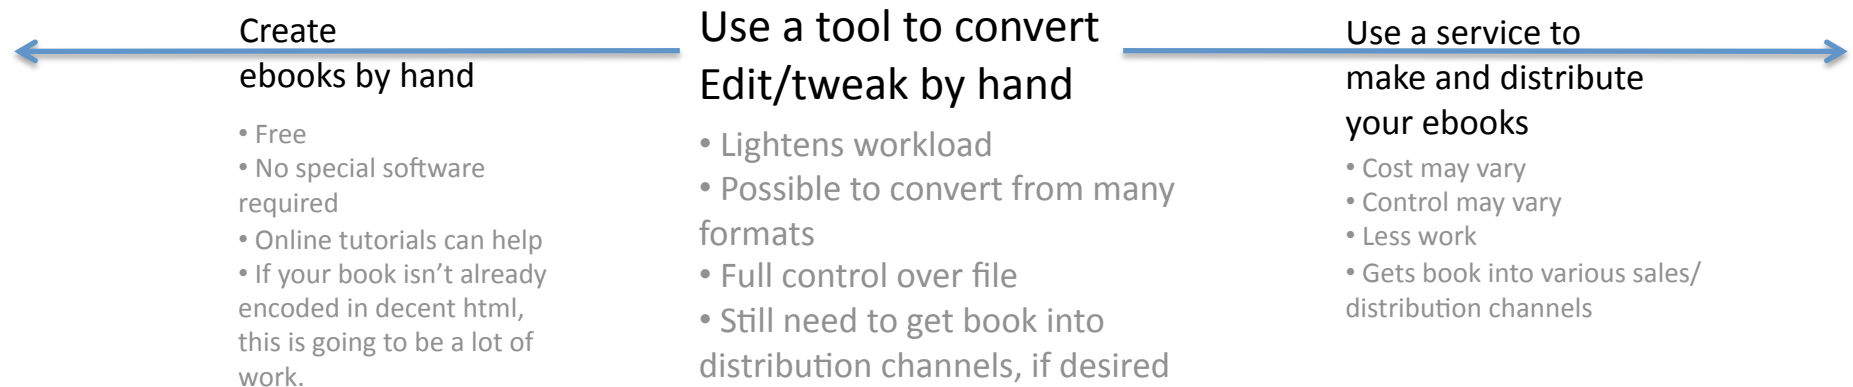 Create
ebooks by hand
• Free
• No special software
required
• Online tutorials can help
• If your book isn’t already
encoded in decent html,
this is going to be a lot of
work.
Use a tool to convert
Edit/tweak by hand
• Lightens workload
• Possible to convert from many
formats
• Full control over file
• Still need to get book into
distribution channels, if desired
Use a service to
make and distribute
your ebooks
• Cost may vary
• Control may vary
• Less work
• Gets book into various sales/
distribution channels